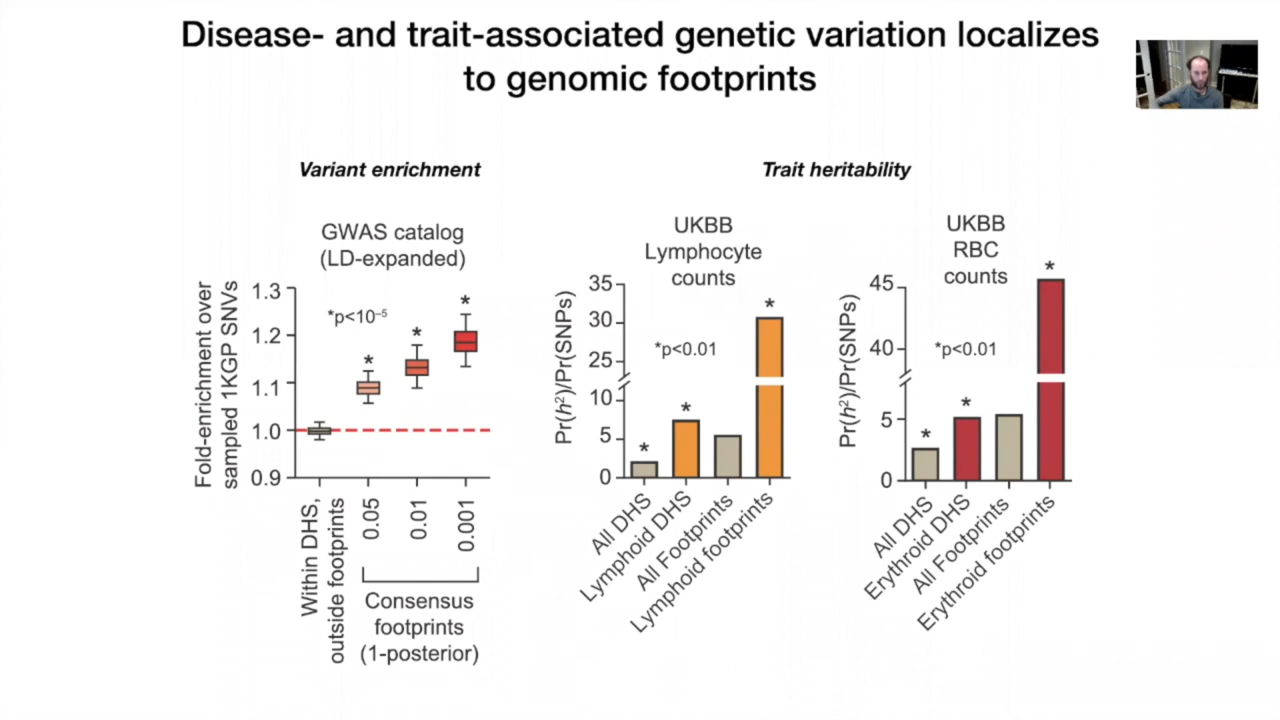 Disease- and trait-associated genetic variation localizes
to genomic footprints
Variant enrichment
GWAS catalog
(LD-expanded)
Fold-enrichment over
sampled 1KGP SNVs
1.3
1.2
1.1
1.0
0.9
*p<10⁻⁵
*
*
*
Within DHS,
outside footprints
0.05
0.01
0.001
Consensus
footprints
(1-posterior)
Trait heritability
UKBB
Lymphocyte
counts
Pr(h²)/Pr(SNPs)
35
30
25
10
5
0
*p<0.01
*
*
*
All DHS
Lymphoid DHS
All Footprints
Lymphoid footprints
UKBB
RBC
counts
Pr(h²)/Pr(SNPs)
45
40
5
0
*p<0.01
*
*
*
All DHS
Erythroid DHS
All Footprints
Erythroid footprints